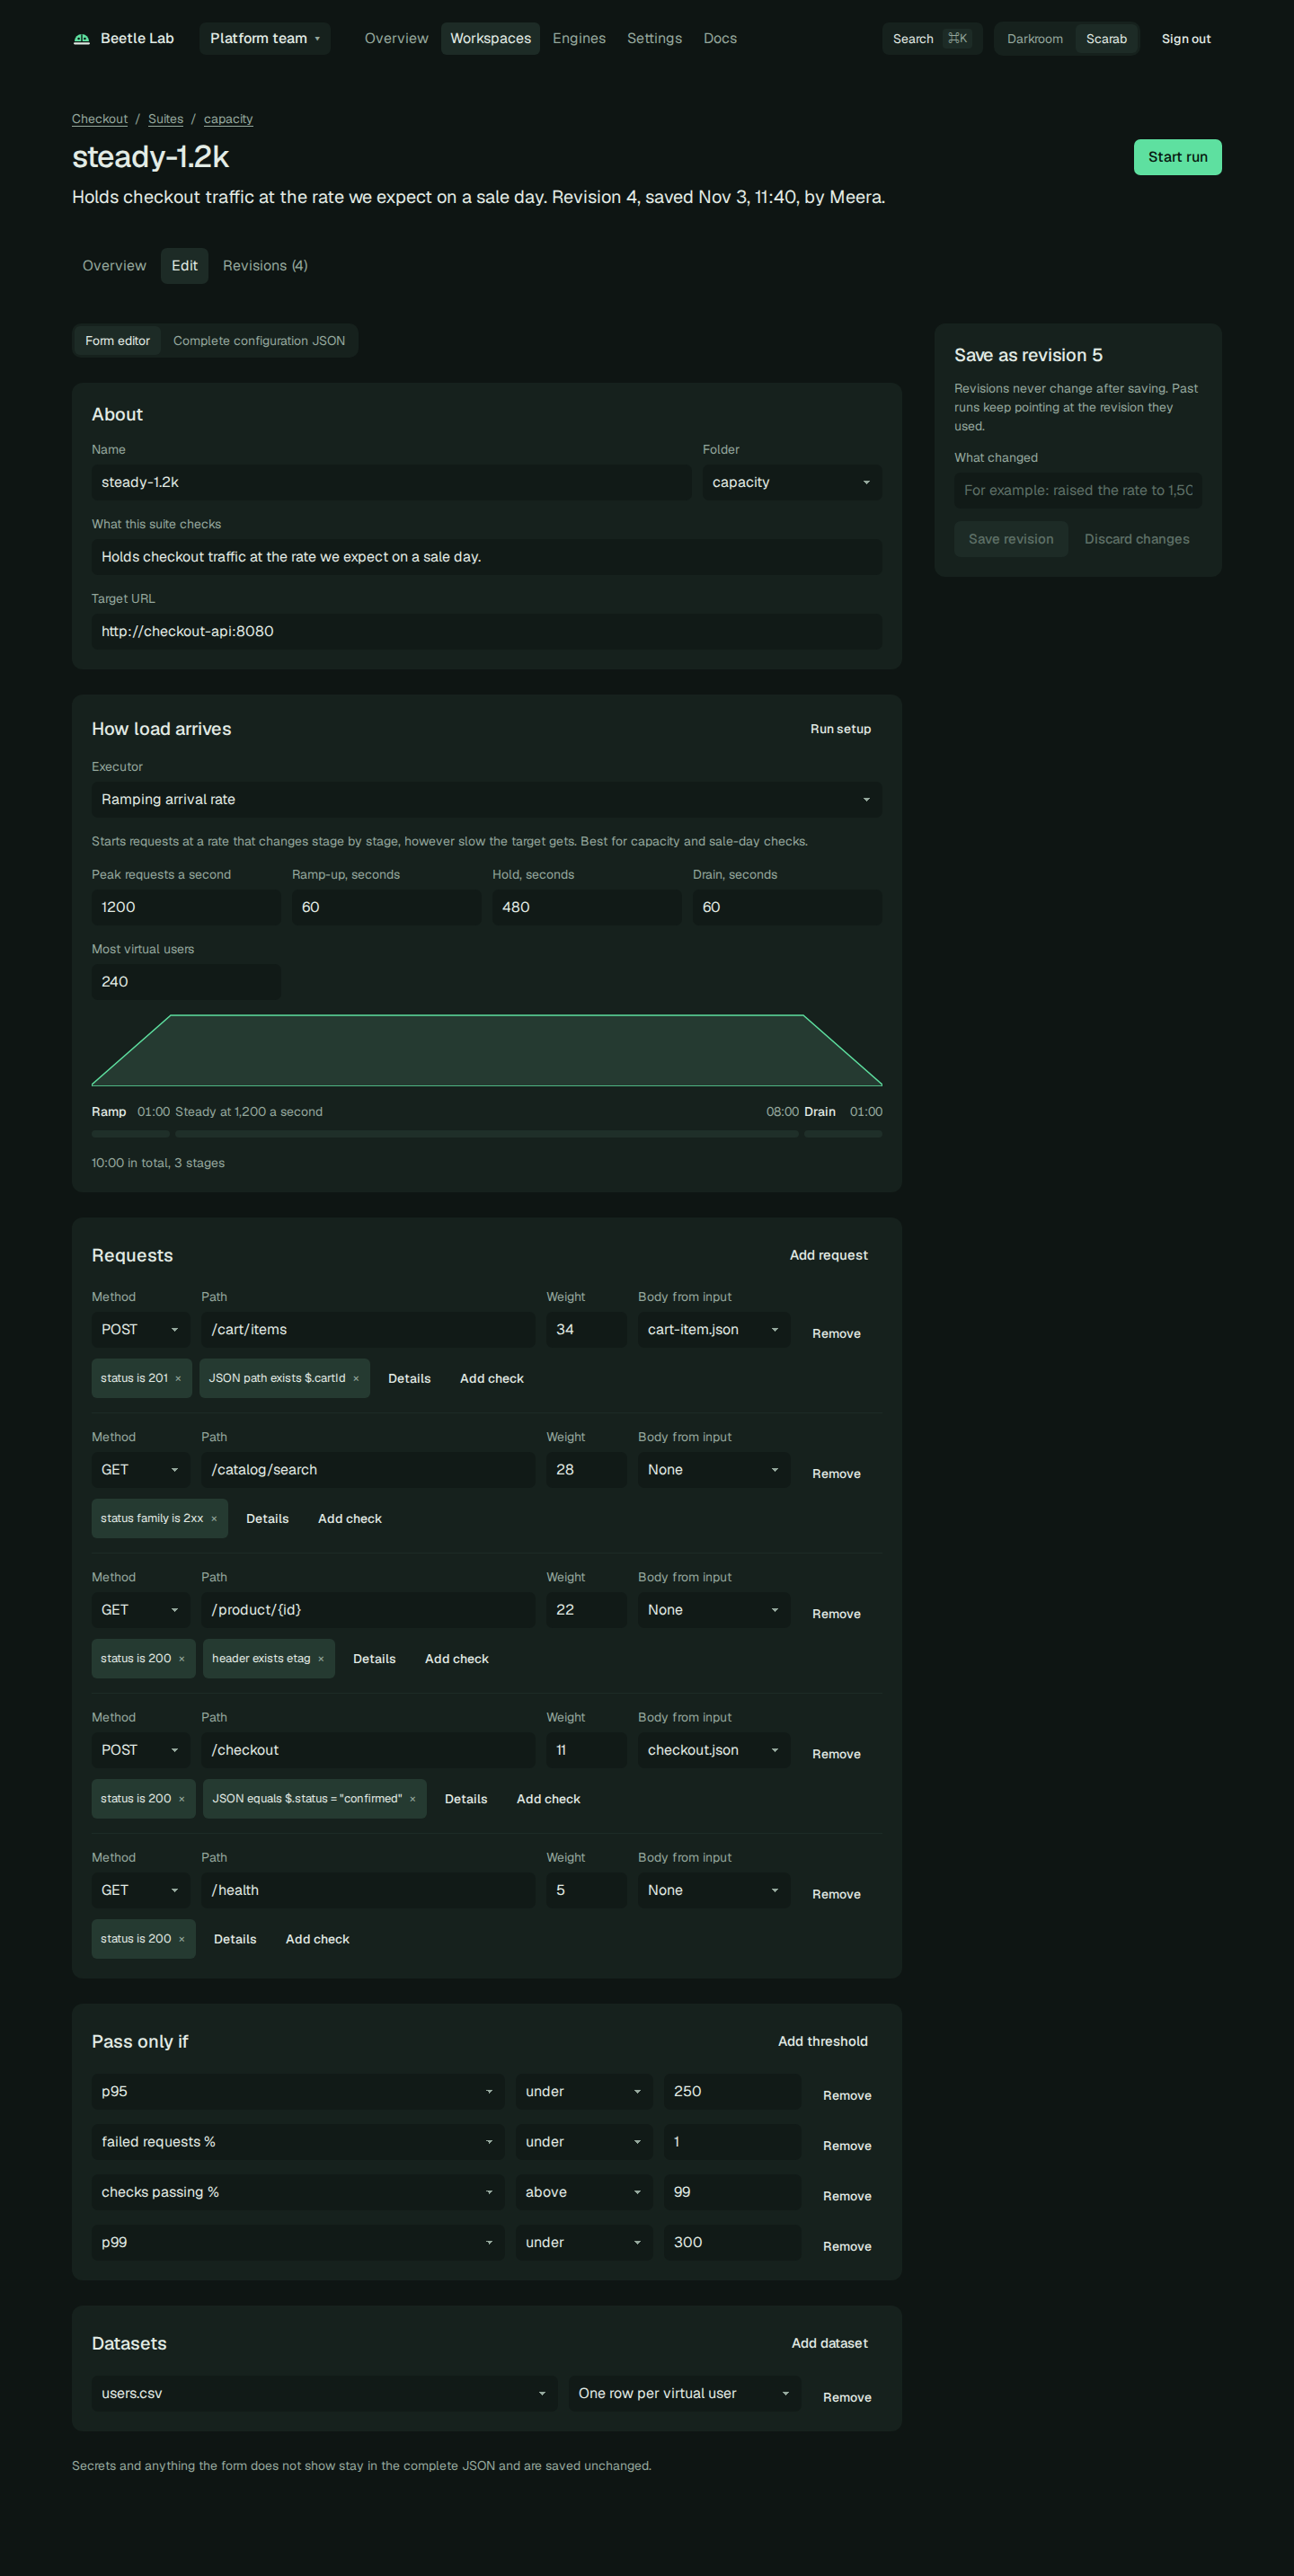 Beetle Lab Platform team Overview Workspaces Engines Settings Docs Search ⌘K Darkroom Scarab Sign out
Checkout / Suites / capacity
steady-1.2k
Start run
Holds checkout traffic at the rate we expect on a sale day. Revision 4, saved Nov 3, 11:40, by Meera.
Overview Edit Revisions (4)
Form editor Complete configuration JSON
About
Name Folder
steady-1.2k capacity
What this suite checks
Holds checkout traffic at the rate we expect on a sale day.
Target URL
http://checkout-api:8080
Save as revision 5
Revisions never change after saving. Past
runs keep pointing at the revision they
used.
What changed
For example: raised the rate to 1,50
Save revision Discard changes
How load arrives Run setup
Executor
Ramping arrival rate
Starts requests at a rate that changes stage by stage, however slow the target gets. Best for capacity and sale-day checks.
Peak requests a second Ramp-up, seconds Hold, seconds Drain, seconds
1200 60 480 60
Most virtual users
240
Ramp 01:00 Steady at 1,200 a second 08:00 Drain 01:00
10:00 in total, 3 stages
Requests Add request
Method Path Weight Body from input
POST /cart/items 34 cart-item.json Remove
status is 201 × JSON path exists $.cartId × Details Add check
Method Path Weight Body from input
GET /catalog/search 28 None Remove
status family is 2xx × Details Add check
Method Path Weight Body from input
GET /product/{id} 22 None Remove
status is 200 × header exists etag × Details Add check
Method Path Weight Body from input
POST /checkout 11 checkout.json Remove
status is 200 × JSON equals $.status = "confirmed" × Details Add check
Method Path Weight Body from input
GET /health 5 None Remove
status is 200 × Details Add check
Pass only if Add threshold
p95 under 250 Remove
failed requests % under 1 Remove
checks passing % above 99 Remove
p99 under 300 Remove
Datasets Add dataset
users.csv One row per virtual user Remove
Secrets and anything the form does not show stay in the complete JSON and are saved unchanged.